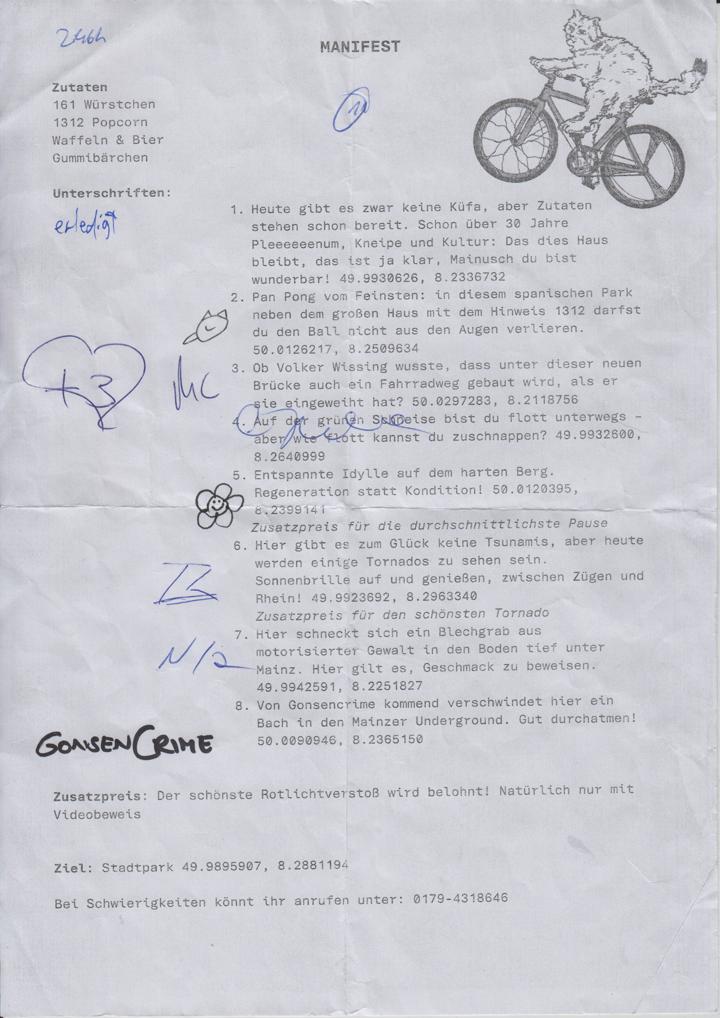 MANIFEST
Zutaten
161 Würstchen
1312 Popcorn
Waffeln & Bier
Gummibärchen
Unterschriften:
erledigt
1. Heute gibt es zwar keine Küfa, aber Zutaten
stehen schon bereit. Schon über 30 Jahre
Pleeeeeenum, Kneipe und Kultur: Das dies Haus
bleibt, das ist ja klar, Mainusch du bist
wunderbar! 49.9930626, 8.2336732
2. Pan Pong vom Feinsten: in diesem spanischen Park
neben dem großen Haus mit dem Hinweis 1312 darfst
du den Ball nicht aus den Augen verlieren.
50.0126217, 8.2509634
3. Ob Volker Wissing wusste, dass unter dieser neuen
Brücke auch ein Fahrradweg gebaut wird, als er
sie eingeweiht hat? 50.0297283, 8.2118756
4. Auf der grünen Schneise bist du flott unterwegs –
aber wie flott kannst du zuschnappen? 49.9932600,
8.2640999
5. Entspannte Idylle auf dem harten Berg.
Regeneration statt Kondition! 50.0120395,
8.2399141
Zusatzpreis für die durchschnittlichste Pause
6. Hier gibt es zum Glück keine Tsunamis, aber heute
werden einige Tornados zu sehen sein.
Sonnenbrille auf und genießen, zwischen Zügen und
Rhein! 49.9923692, 8.2963340
Zusatzpreis für den schönsten Tornado
7. Hier schneckt sich ein Blechgrab aus
motorisierter Gewalt in den Boden tief unter
Mainz. Hier gilt es, Geschmack zu beweisen.
49.9942591, 8.2251827
8. Von Gonsencrime kommend verschwindet hier ein
Bach in den Mainzer Underground. Gut durchatmen!
50.0090946, 8.2365150
GONSENCRIME
Zusatzpreis: Der schönste Rotlichtverstoß wird belohnt! Natürlich nur mit
Videobeweis
Ziel: Stadtpark 49.9895907, 8.2881194
Bei Schwierigkeiten könnt ihr anrufen unter: 0179-4318646